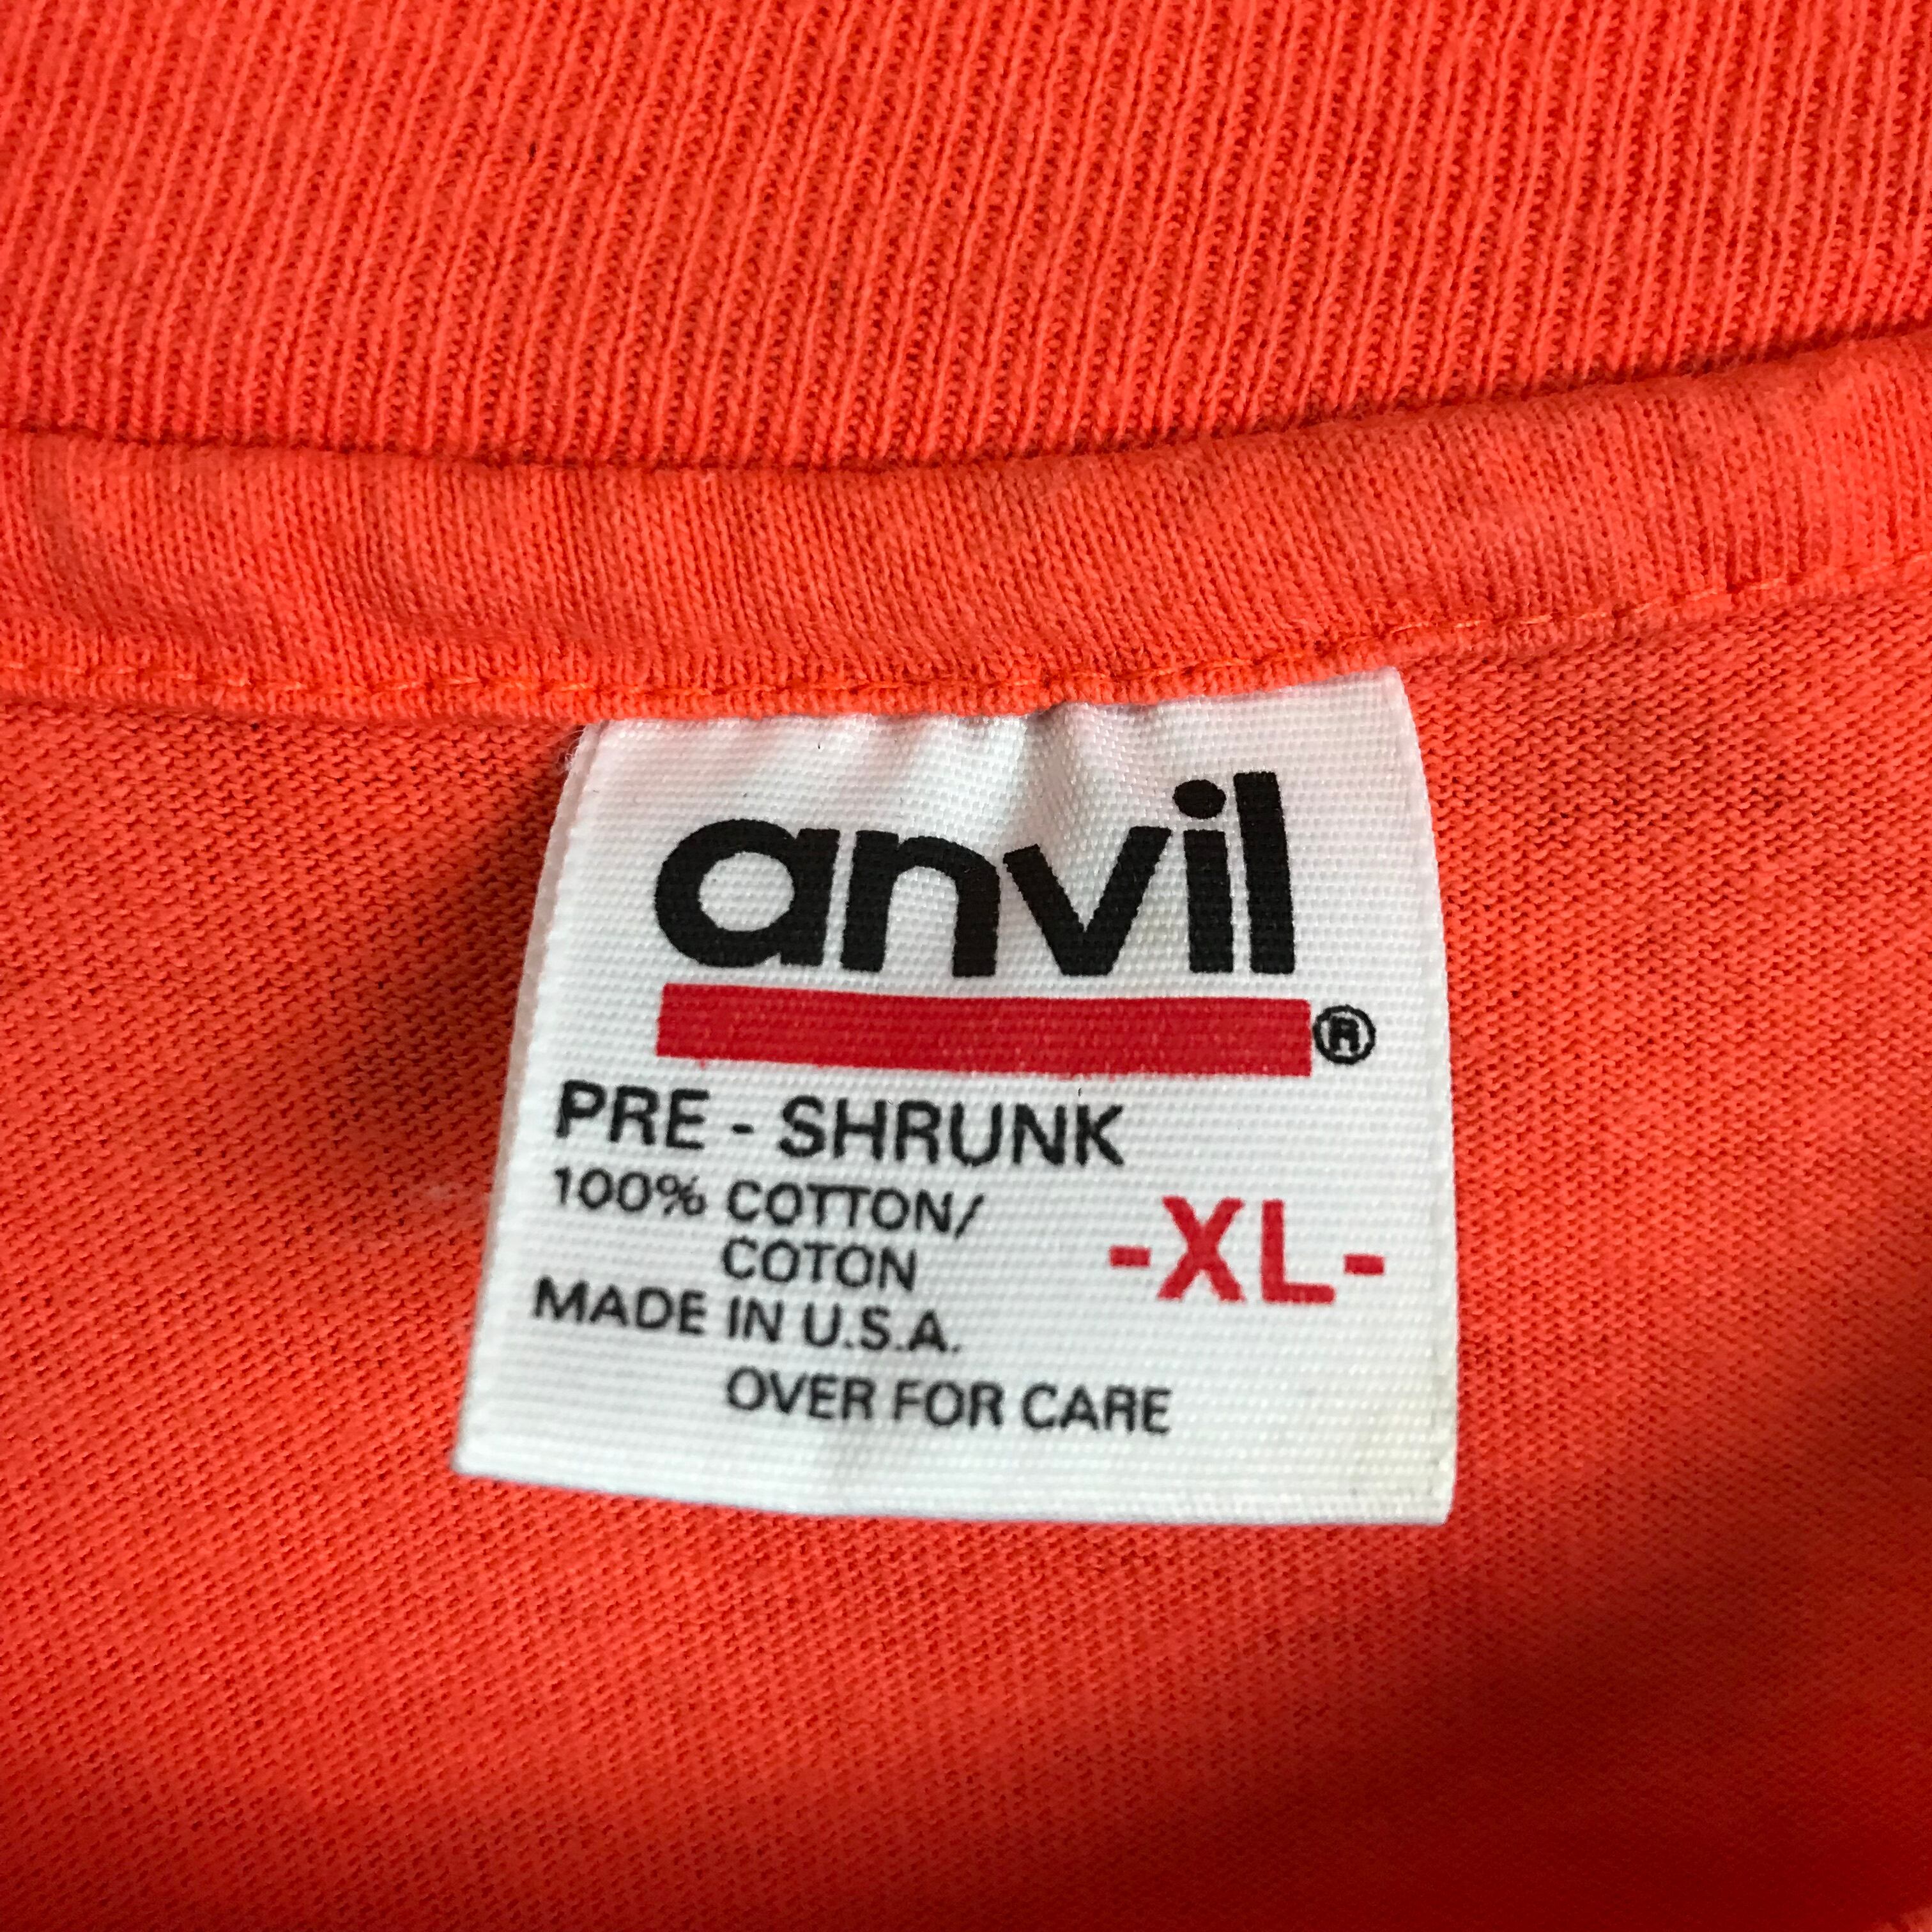 anvil
®
PRE - SHRUNK
100% COTTON/
COTON
-XL-
MADE IN U.S.A.
OVER FOR CARE